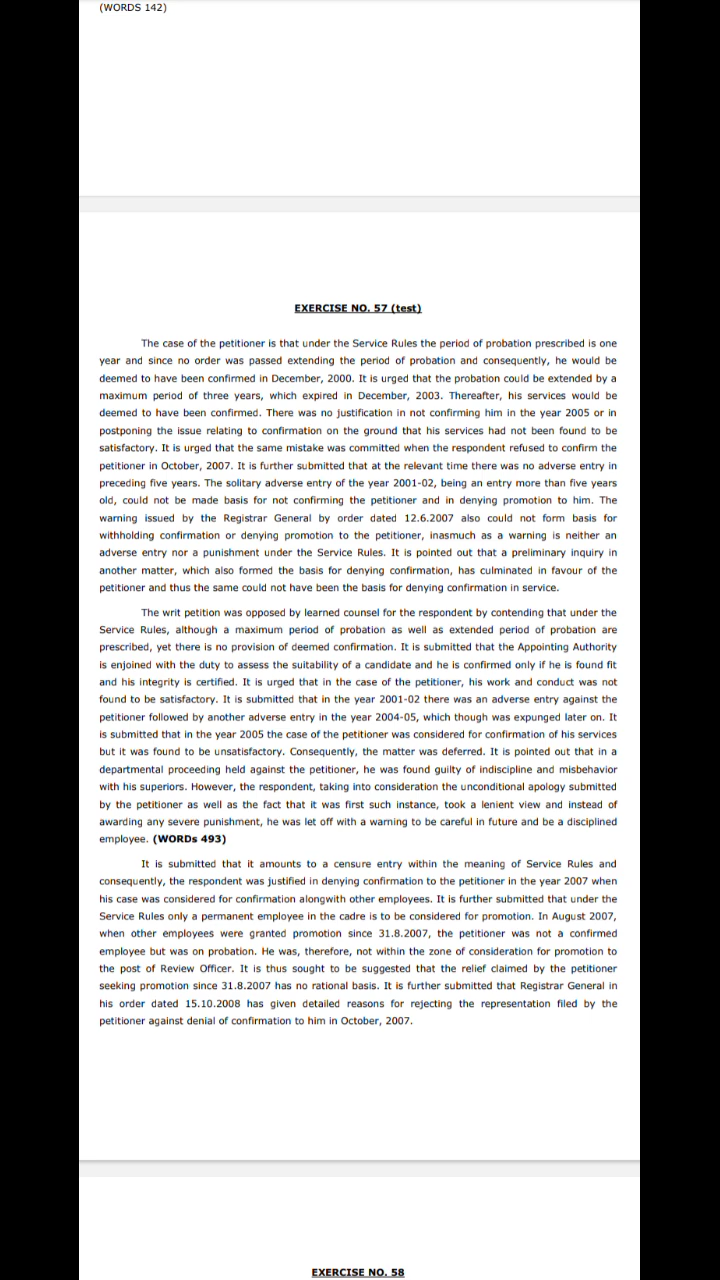 (WORDS 142)
EXERCISE NO. 57 (test)
The case of the petitioner is that under the Service Rules the period of probation prescribed is one
year and since no order was passed extending the period of probation and consequently, he would be
deemed to have been confirmed in December, 2000. It is urged that the probation could be extended by a
maximum period of three years, which expired in December, 2003. Thereafter, his services would be
deemed to have been confirmed. There was no justification in not confirming him in the year 2005 or in
postponing the issue relating to confirmation on the ground that his services had not been found to be
satisfactory. It is urged that the same mistake was committed when the respondent refused to confirm the
petitioner in October, 2007. It is further submitted that at the relevant time there was no adverse entry in
preceding five years. The solitary adverse entry of the year 2001-02, being an entry more than five years
old, could not be made basis for not confirming the petitioner and in denying promotion to him. The
warning issued by the Registrar General by order dated 12.6.2007 also could not form basis for
withholding confirmation or denying promotion to the petitioner, inasmuch as a warning is neither an
adverse entry nor a punishment under the Service Rules. It is pointed out that a preliminary inquiry in
another matter, which also formed the basis for denying confirmation, has culminated in favour of the
petitioner and thus the same could not have been the basis for denying confirmation in service.
The writ petition was opposed by learned counsel for the respondent by contending that under the
Service Rules, although a maximum period of probation as well as extended period of probation are
prescribed, yet there is no provision of deemed confirmation. It is submitted that the Appointing Authority
is enjoined with the duty to assess the suitability of a candidate and he is confirmed only if he is found fit
and his integrity is certified. It is urged that in the case of the petitioner, his work and conduct was not
found to be satisfactory. It is submitted that in the year 2001-02 there was an adverse entry against the
petitioner followed by another adverse entry in the year 2004-05, which though was expunged later on. It
is submitted that in the year 2005 the case of the petitioner was considered for confirmation of his services
but it was found to be unsatisfactory. Consequently, the matter was deferred. It is pointed out that in a
departmental proceeding held against the petitioner, he was found guilty of indiscipline and misbehavior
with his superiors. However, the respondent, taking into consideration the unconditional apology submitted
by the petitioner as well as the fact that it was first such instance, took a lenient view and instead of
awarding any severe punishment, he was let off with a warning to be careful in future and be a disciplined
employee. (WORDs 493)
It is submitted that it amounts to a censure entry within the meaning of Service Rules and
consequently, the respondent was justified in denying confirmation to the petitioner in the year 2007 when
his case was considered for confirmation alongwith other employees. It is further submitted that under the
Service Rules only a permanent employee in the cadre is to be considered for promotion. In August 2007,
when other employees were granted promotion since 31.8.2007, the petitioner was not a confirmed
employee but was on probation. He was, therefore, not within the zone of consideration for promotion to
the post of Review Officer. It is thus sought to be suggested that the relief claimed by the petitioner
seeking promotion since 31.8.2007 has no rational basis. It is further submitted that Registrar General in
his order dated 15.10.2008 has given detailed reasons for rejecting the representation filed by the
petitioner against denial of confirmation to him in October, 2007.
EXERCISE NO. 58